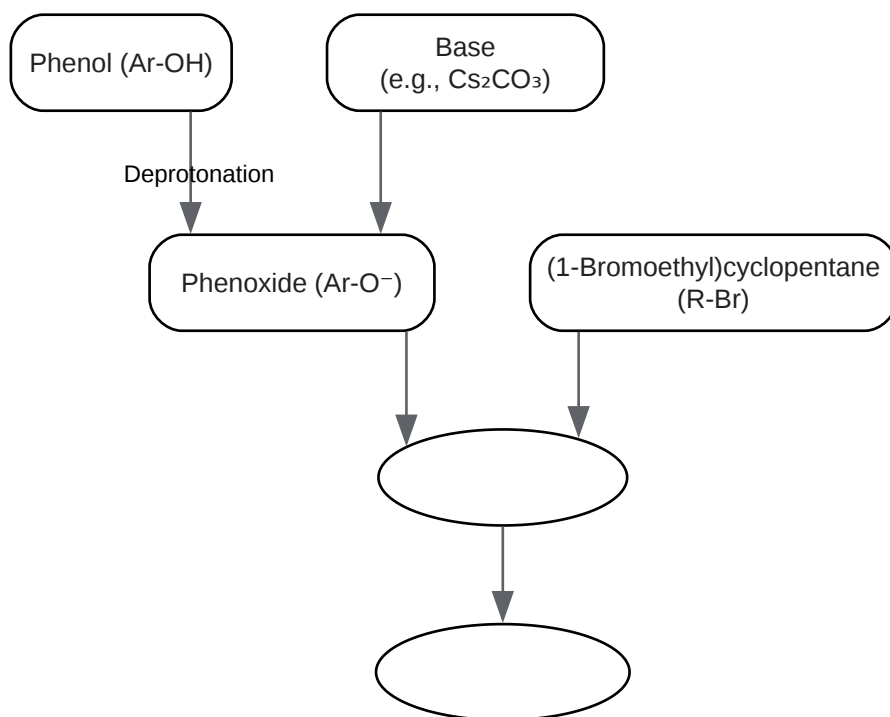 Phenol (Ar-OH)
Base
(e.g., Cs₂CO₃)
Deprotonation
Phenoxide (Ar-O⁻)
(1-Bromoethyl)cyclopentane
(R-Br)